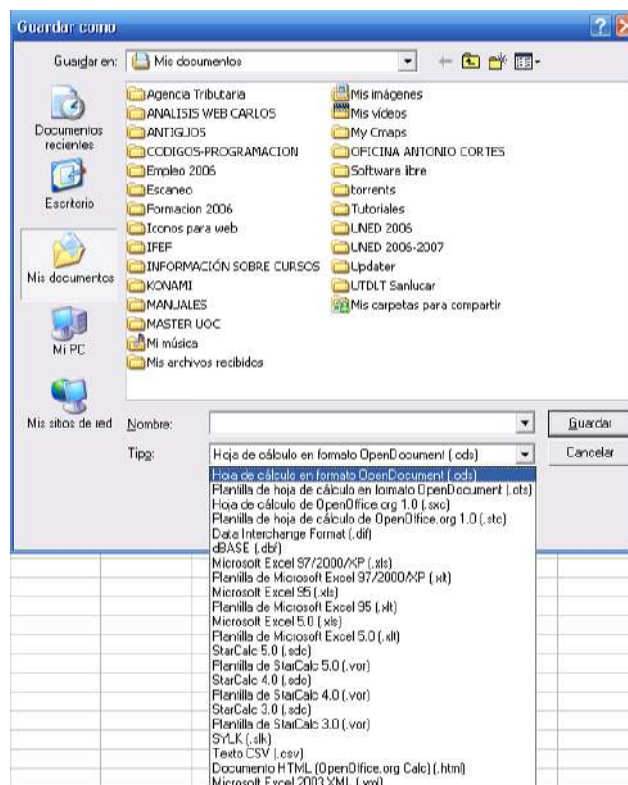 Guardar como
Guardar en:
Mis documentos
Documentos
recientes
Escritorio
Mis documentos
Mi PC
Mis sitios de red
Agencia Tributaria
ANALISIS WEB CARLOS
ANTIGUOS
CODIGOS-PROGRAMACION
Empleo 2006
Escaneo
Formacion 2006
Iconos para web
IFEF
INFORMACIÓN SOBRE CURSOS
KONAMI
MANUALES
MASTER UOC
Mi música
Mis archivos recibidos
Mis imágenes
Mis vídeos
My Cmaps
OFICINA ANTONIO CORTES
Software libre
torrents
Tutoriales
UNED 2006
UNED 2006-2007
Updater
UTDLT Sanlucar
Mis carpetas para compartir
Nombre:
Guardar
Tipo:
Hoja de cálculo en formato OpenDocument (.ods)
Cancelar
Hoja de cálculo en formato OpenDocument (.ods)
Plantilla de hoja de cálculo en formato OpenDocument (.ots)
Hoja de cálculo de OpenOffice.org 1.0 (.sxc)
Plantilla de hoja de cálculo de OpenOffice.org 1.0 (.stc)
Data Interchange Format (.dif)
dBASE (.dbf)
Microsoft Excel 97/2000/XP (.xls)
Plantilla de Microsoft Excel 97/2000/XP (.xlt)
Microsoft Excel 95 (.xls)
Plantilla de Microsoft Excel 95 (.xlt)
Microsoft Excel 5.0 (.xls)
Plantilla de Microsoft Excel 5.0 (.xlt)
StarCalc 5.0 (.sdc)
Plantilla de StarCalc 5.0 (.vor)
StarCalc 4.0 (.sdc)
Plantilla de StarCalc 4.0 (.vor)
StarCalc 3.0 (.sdc)
Plantilla de StarCalc 3.0 (.vor)
SYLK (.slk)
Texto CSV (.csv)
Documento HTML (OpenOffice.org Calc) (.html)
Microsoft Excel 2003 XML (.xml)